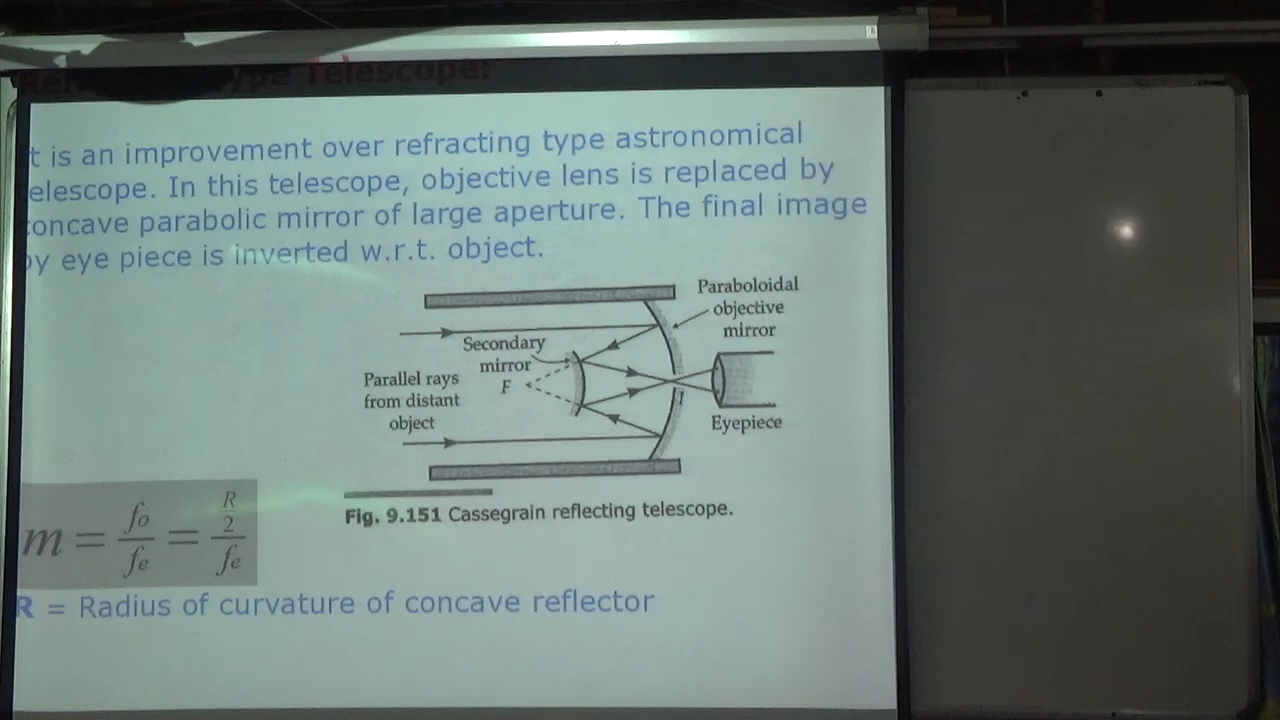 Type Telescope:
t is an improvement over refracting type astronomical
elescope. In this telescope, objective lens is replaced by
concave parabolic mirror of large aperture. The final image
by eye piece is inverted w.r.t. object.
Paraboloidal
objective
mirror
Secondary
mirror
F
Parallel rays
from distant
object
I
Eyepiece
Fig. 9.151 Cassegrain reflecting telescope.
m = fo/fe = R/2/fe
R = Radius of curvature of concave reflector